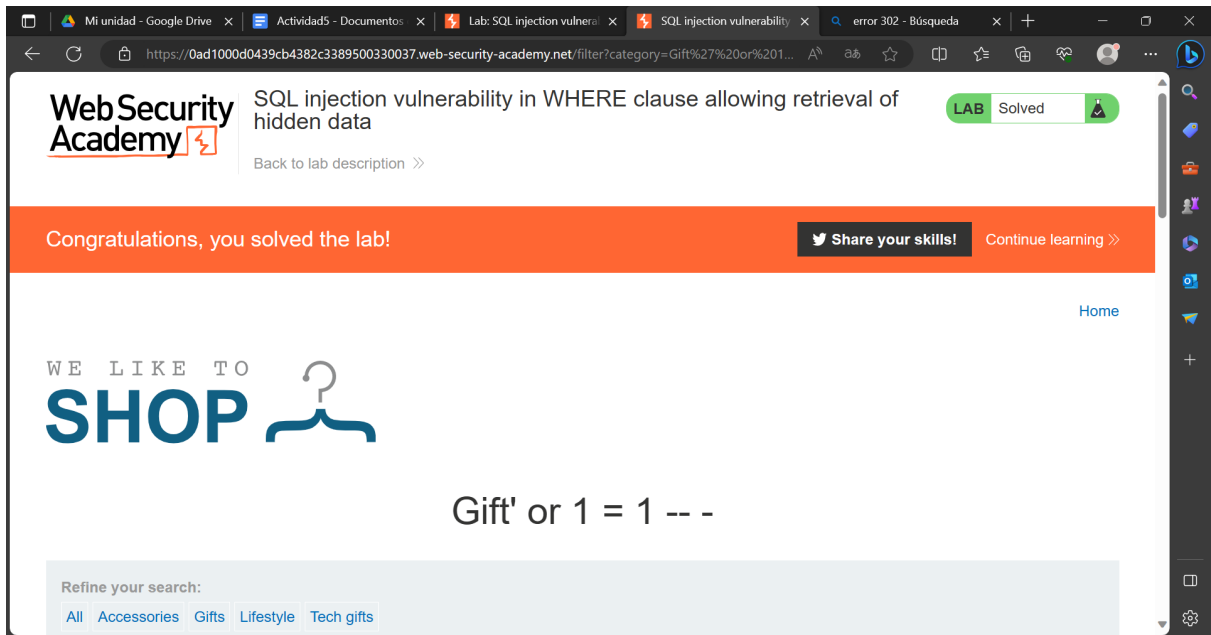 Mi unidad - Google Drive
Actividad5 - Documentos
Lab: SQL injection vulneral
SQL injection vulnerability
error 302 - Búsqueda
https://0ad1000d0439cb4382c3389500330037.web-security-academy.net/filter?category=Gift%27%20or%201...
Web Security
Academy
SQL injection vulnerability in WHERE clause allowing retrieval of
hidden data
Back to lab description
LAB Solved
Congratulations, you solved the lab!
Share your skills!
Continue learning
Home
WE LIKE TO
SHOP
Gift' or 1 = 1 -- -
Refine your search:
All Accessories Gifts Lifestyle Tech gifts